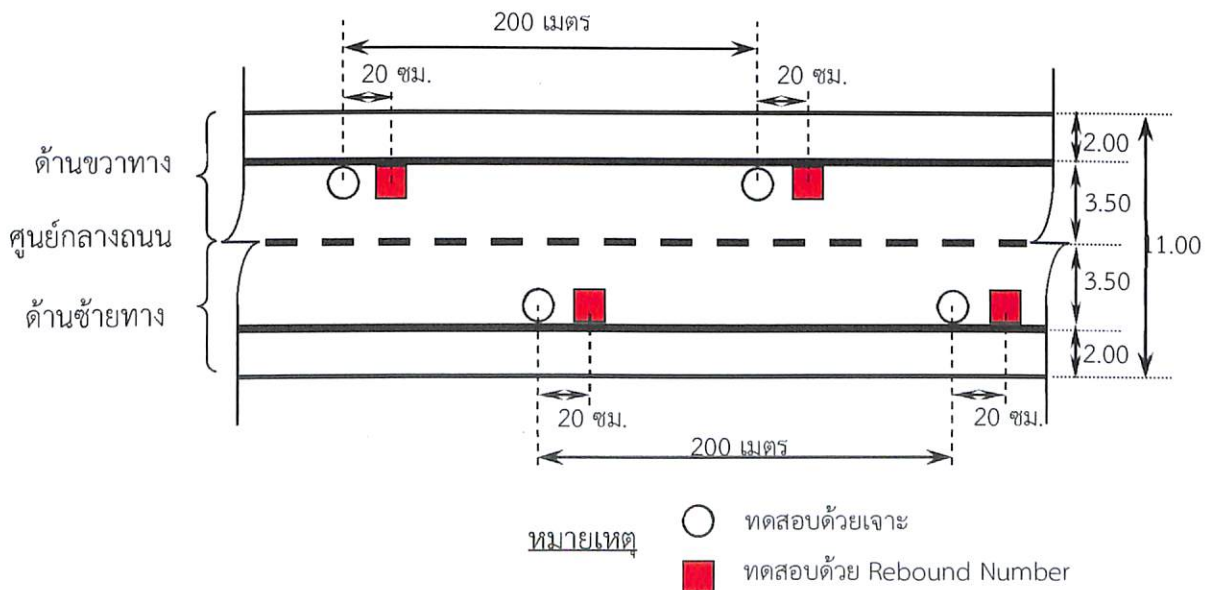 200 เมตร
20 ซม.
20 ซม.
ด้านขวาทาง
2.00
3.50
ศูนย์กลางถนน
11.00
3.50
ด้านซ้ายทาง
2.00
20 ซม.
20 ซม.
200 เมตร
หมายเหตุ
ทดสอบด้วยเจาะ
ทดสอบด้วย Rebound Number